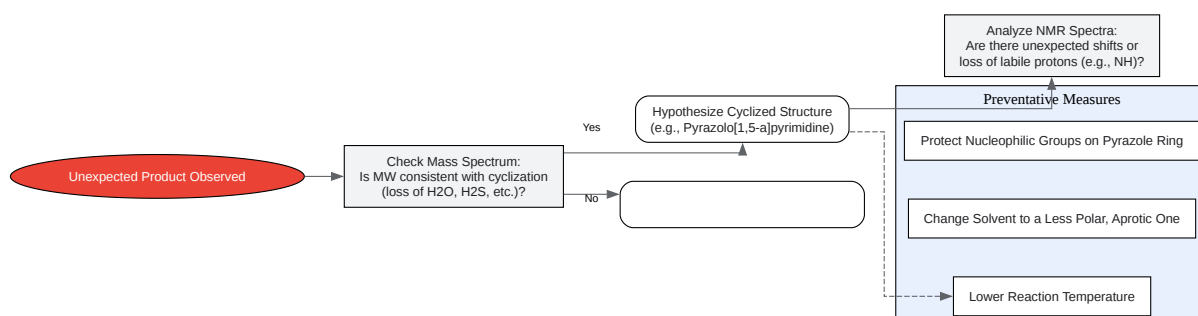 Unexpected Product Observed
Check Mass Spectrum:
Is MW consistent with cyclization
(loss of H2O, H2S, etc.)?
Yes
No
Hypothesize Cyclized Structure
(e.g., Pyrazolo[1,5-a]pyrimidine)
Analyze NMR Spectra:
Are there unexpected shifts or
loss of labile protons (e.g., NH)?
Preventative Measures
Protect Nucleophilic Groups on Pyrazole Ring
Change Solvent to a Less Polar, Aprotic One
Lower Reaction Temperature